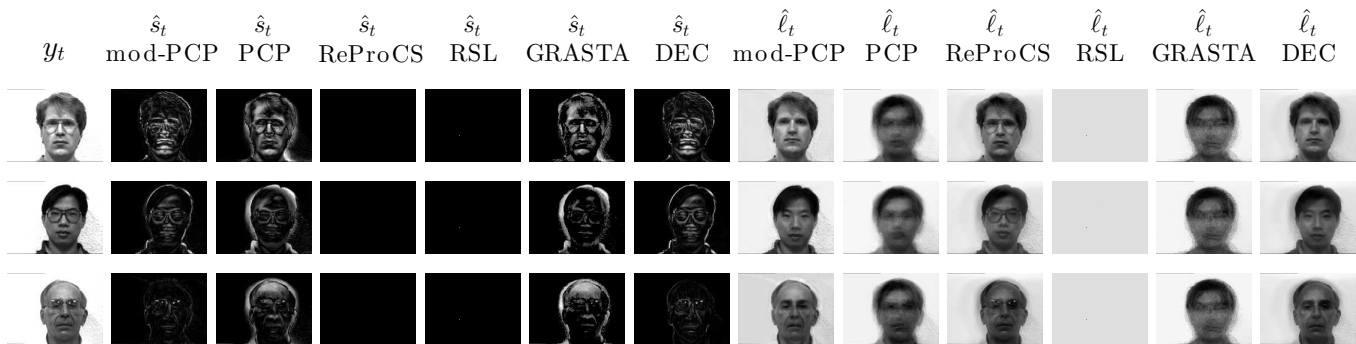 ŝ_t ŝ_t ŝ_t ŝ_t ŝ_t ŝ_t ℓ̂_t ℓ̂_t ℓ̂_t ℓ̂_t ℓ̂_t ℓ̂_t
y_t mod-PCP PCP ReProCS RSL GRASTA DEC mod-PCP PCP ReProCS RSL GRASTA DEC